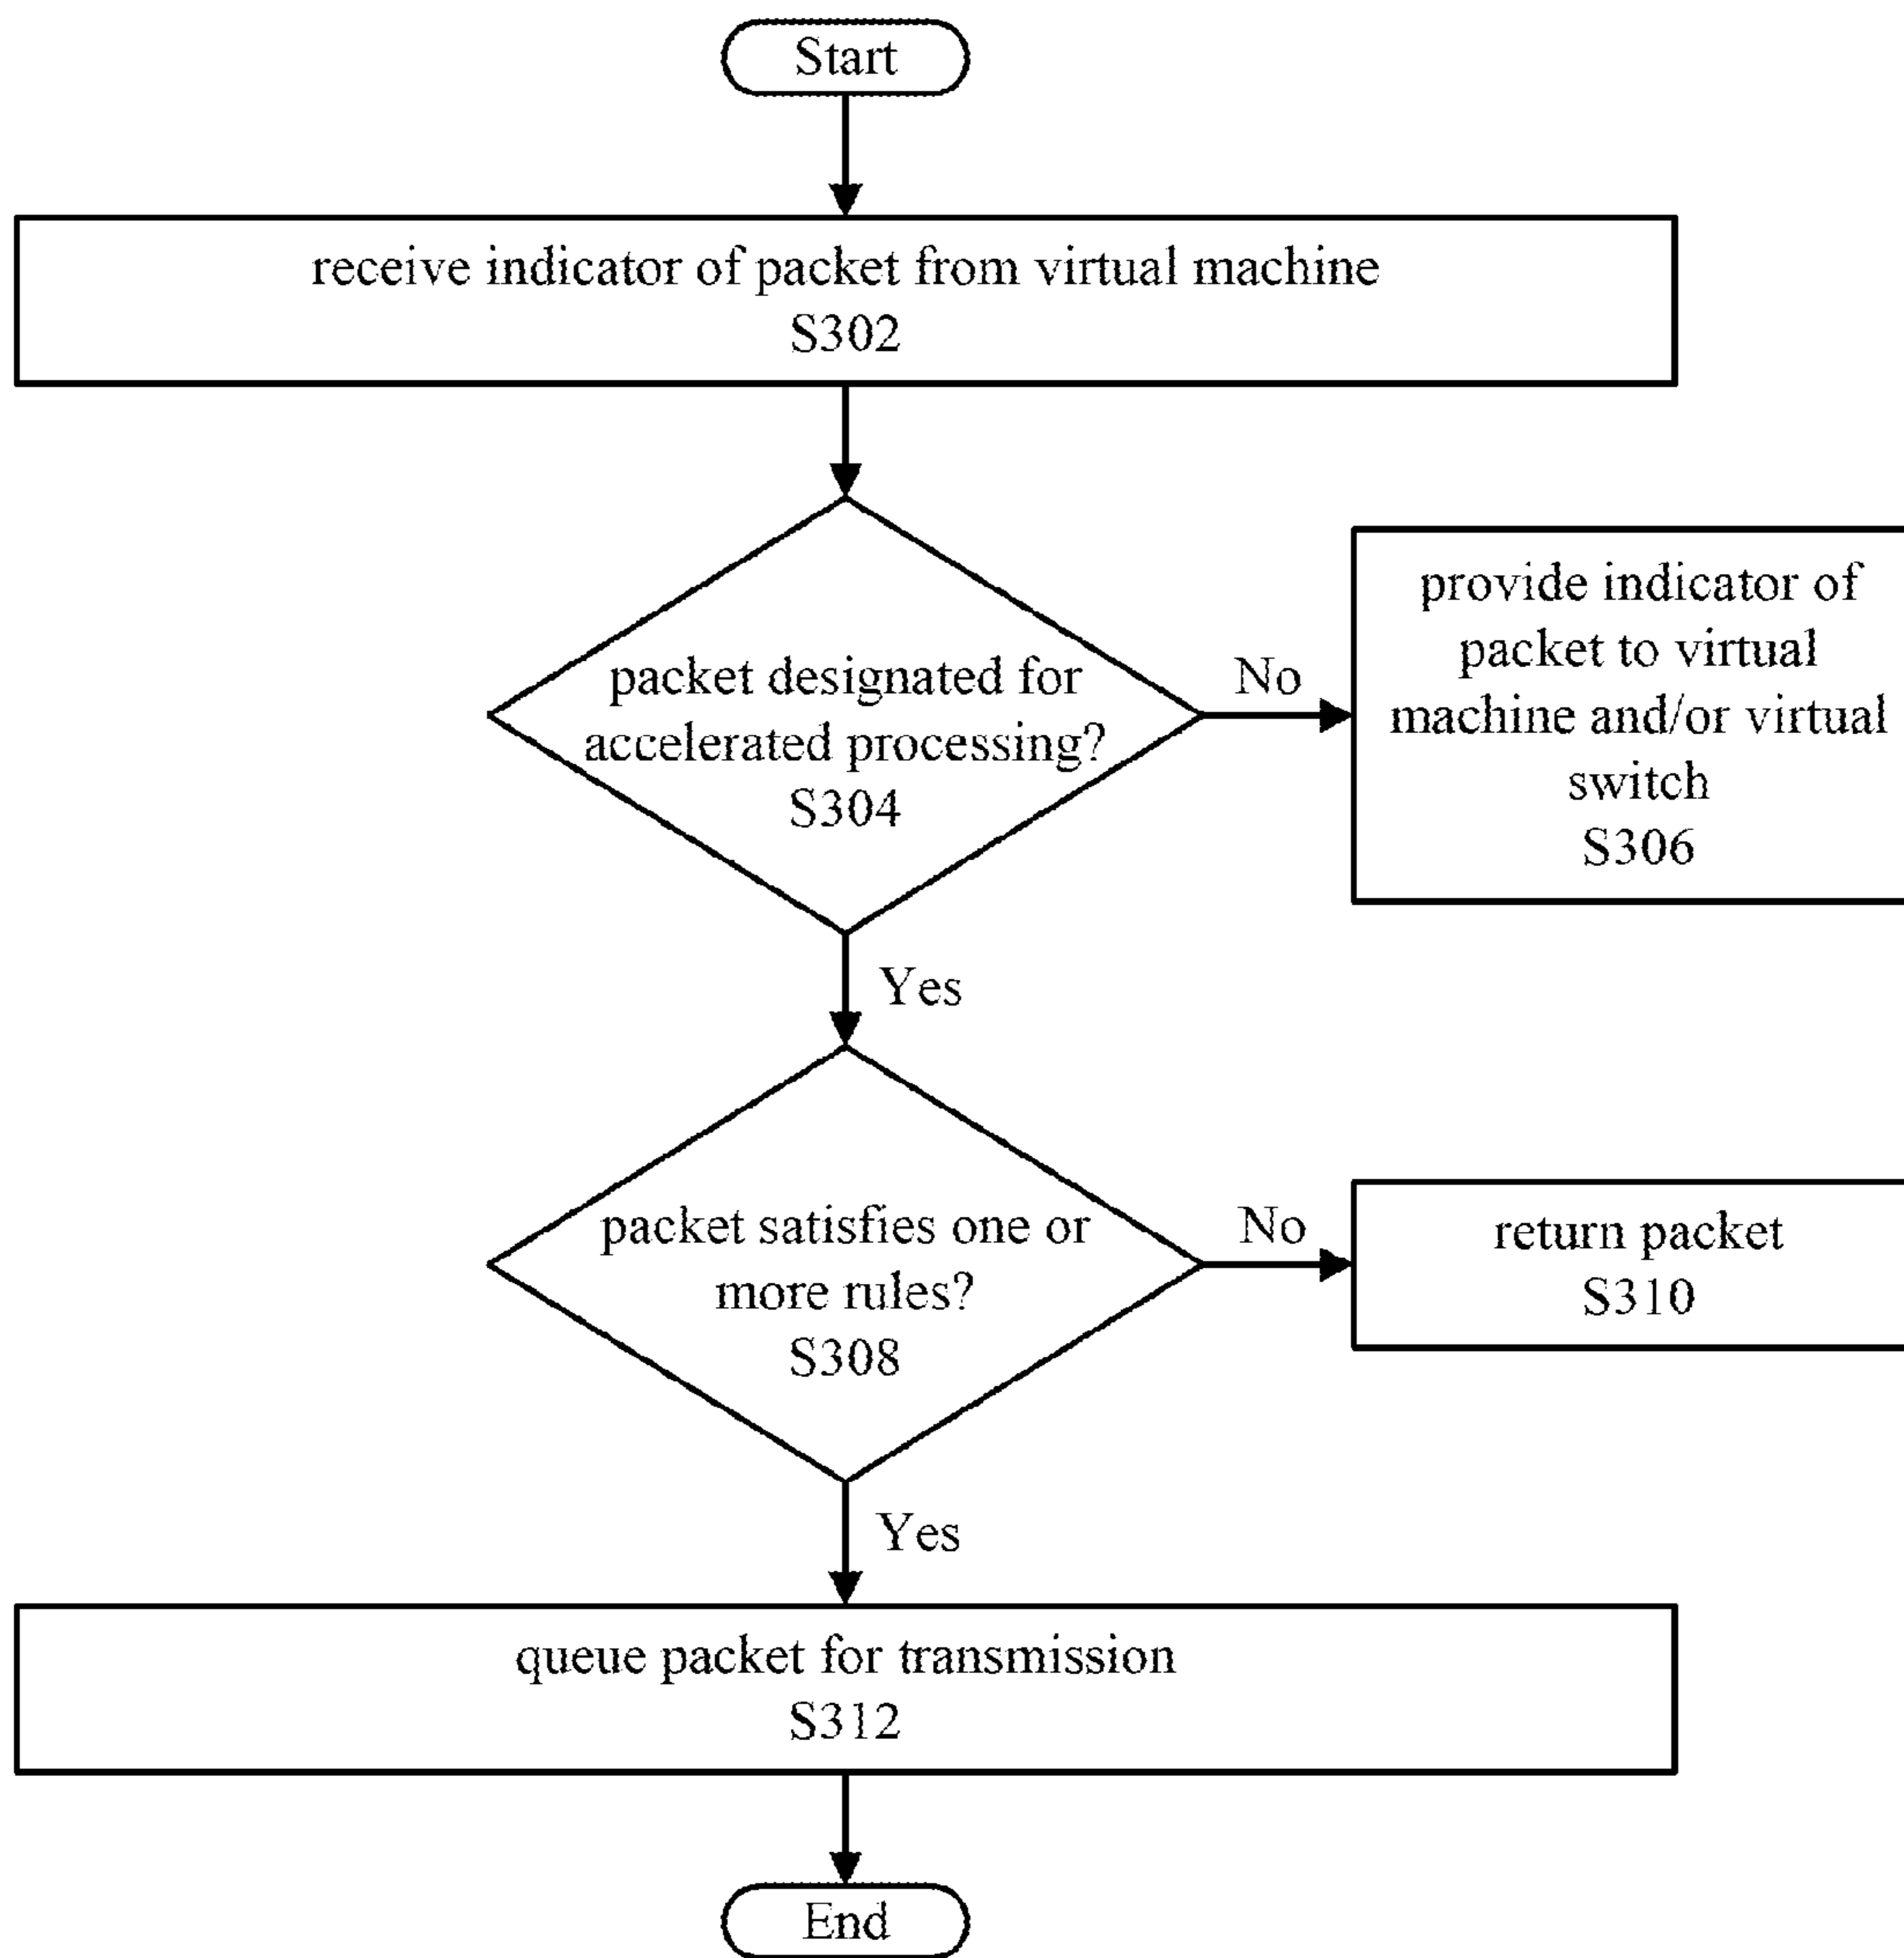 Start
receive indicator of packet from virtual machine
S302
packet designated for
accelerated processing?
S304
No
provide indicator of
packet to virtual
machine and/or virtual
switch
S306
Yes
packet satisfies one or
more rules?
S308
No
return packet
S310
Yes
queue packet for transmission
S312
End